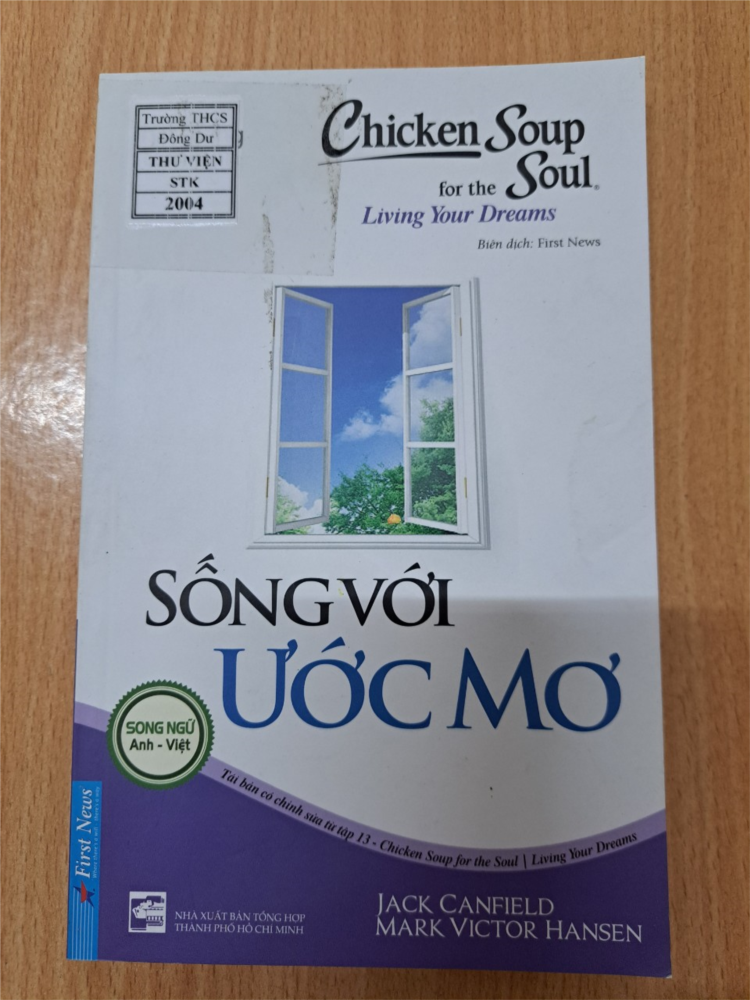 Trường THCS
Đông Dư
THƯ VIỆN
STK
2004
Chicken Soup
for the Soul®
Living Your Dreams
Biên dịch: First News
SỐNG VỚI
ƯỚC MƠ
SONG NGỮ
Anh - Việt
Tái bản có chỉnh sửa từ tập 13 - Chicken Soup for the Soul | Living Your Dreams
First News
JACK CANFIELD
MARK VICTOR HANSEN
NHÀ XUẤT BẢN TỔNG HỢP
THÀNH PHỐ HỒ CHÍ MINH